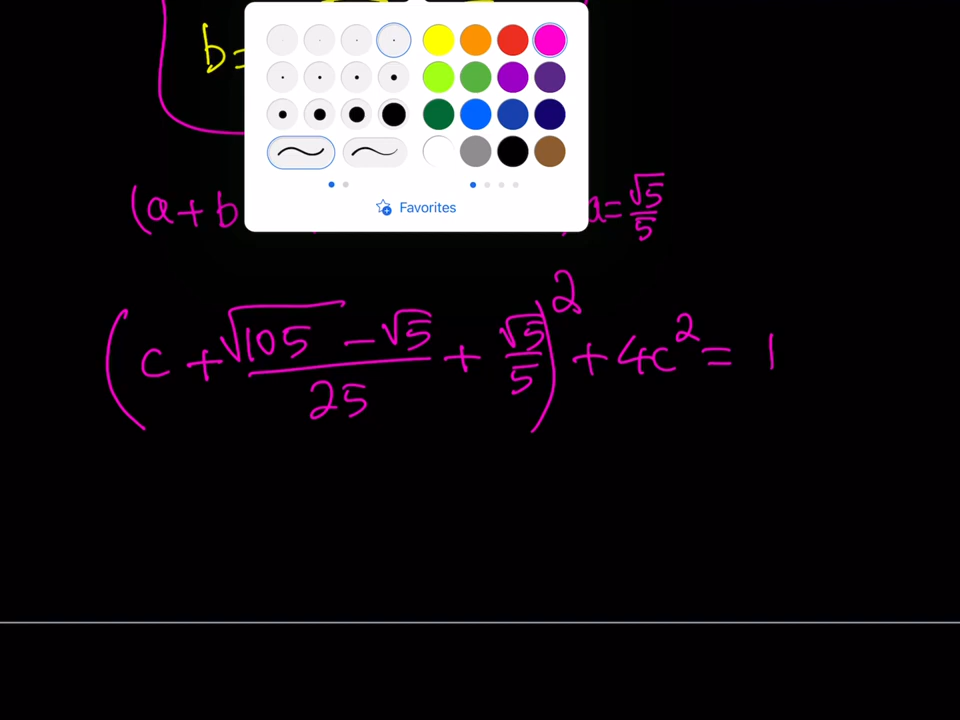 b=
Favorites
(a+b a=√5/5
(c + (√105 - √5)/25 + √5/5)² + 4c² = 1